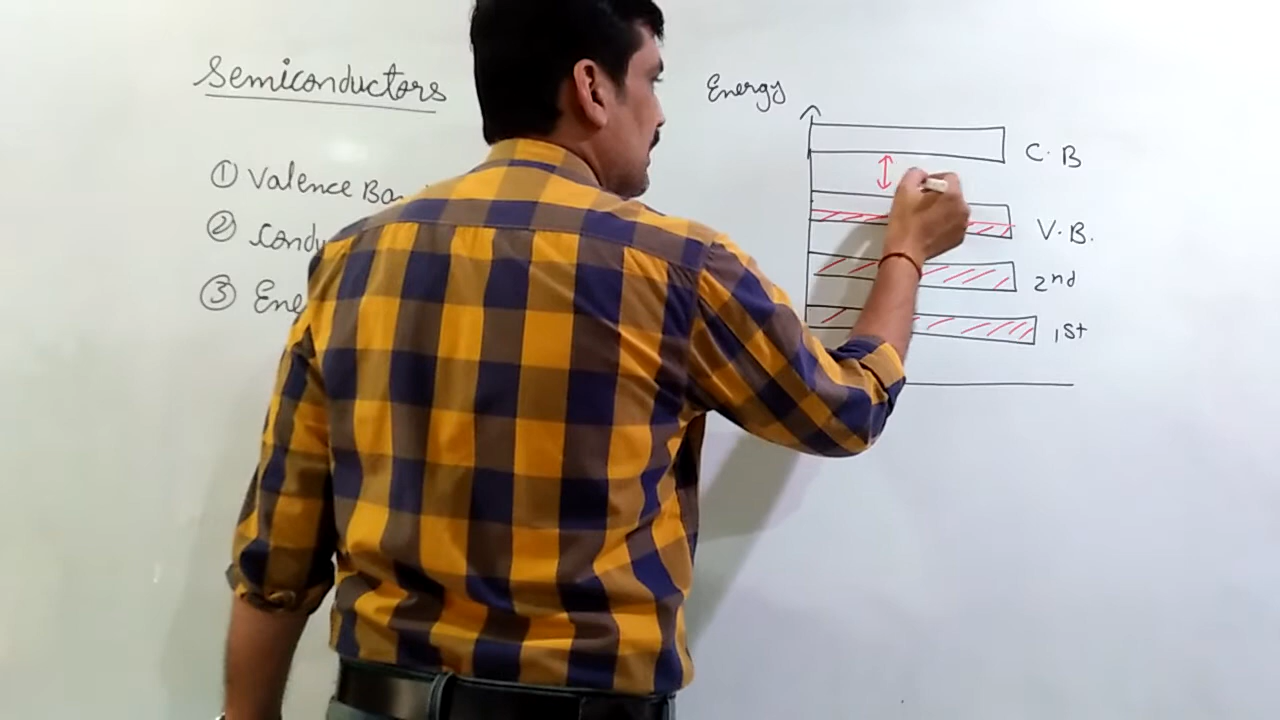 Semiconductors
① Valence Ba
② Condu
③ Ene
Energy
C.B
V.B.
2nd
1st